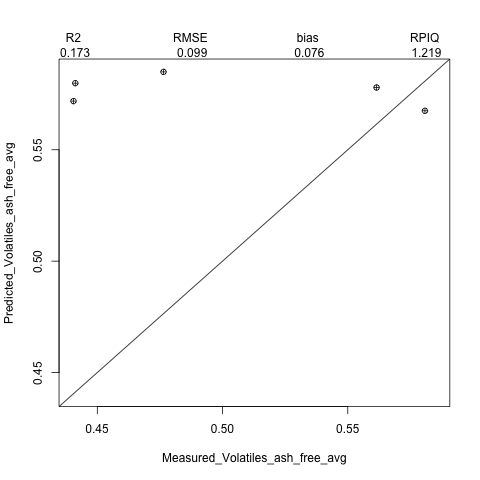 R2 RMSE bias RPIQ
0.173 0.099 0.076 1.219
Predicted_Volatiles_ash_free_avg
0.55
0.50
0.45
0.45 0.50 0.55
Measured_Volatiles_ash_free_avg